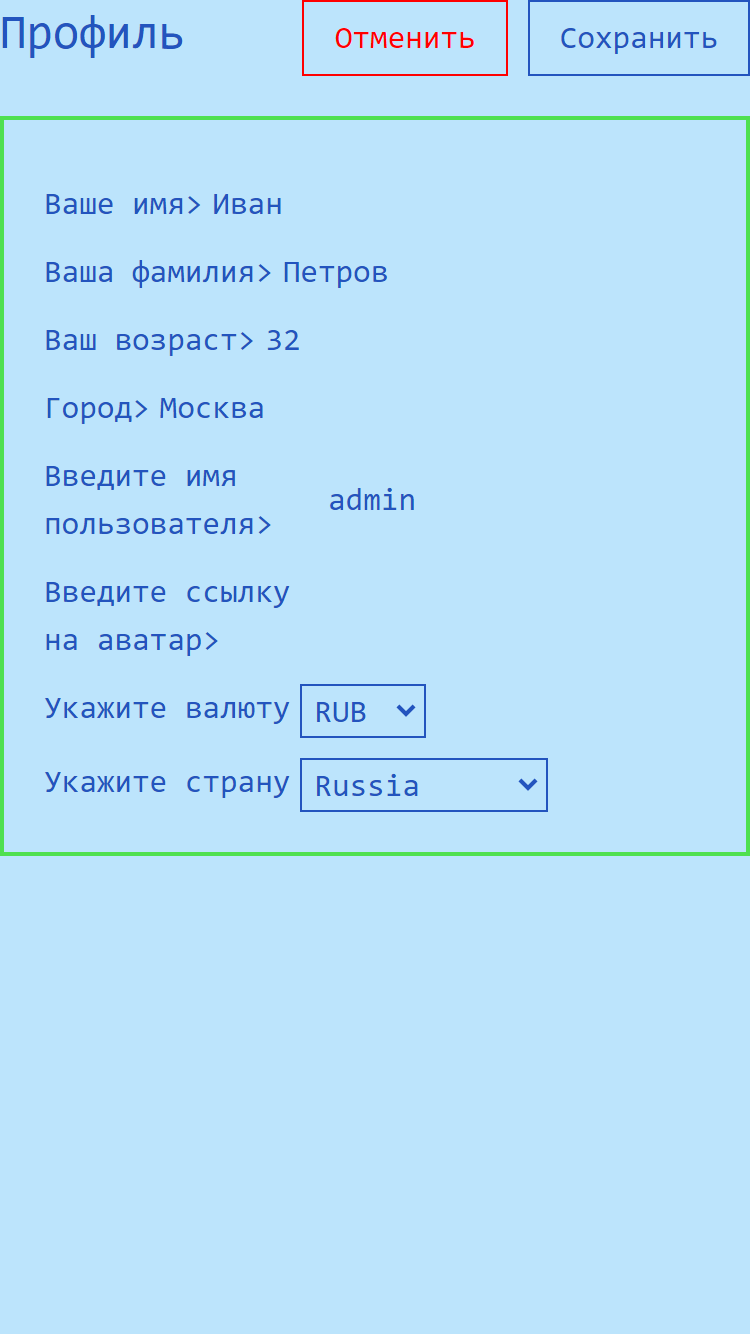 Профиль
Отменить
Сохранить
Ваше имя> Иван
Ваша фамилия> Петров
Ваш возраст> 32
Город> Москва
Введите имя
пользователя> admin
Введите ссылку
на аватар>
Укажите валюту RUB
Укажите страну Russia